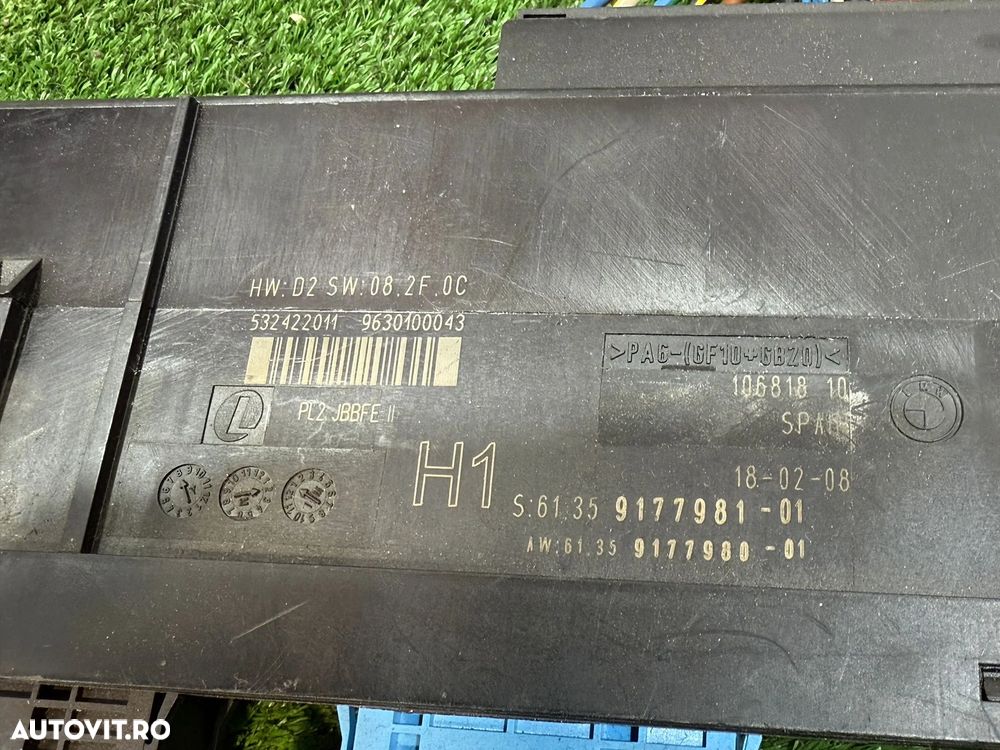 HW: D2 SW: 08.2F.0C
532422011 9630100043
>PA6-(GF10+GB20)<
106818 10
PL2 JBBFE II
H1
18-02-08
S:61.35 9177981-01
AW:61.35 9177980-01
AUTOVIT.RO